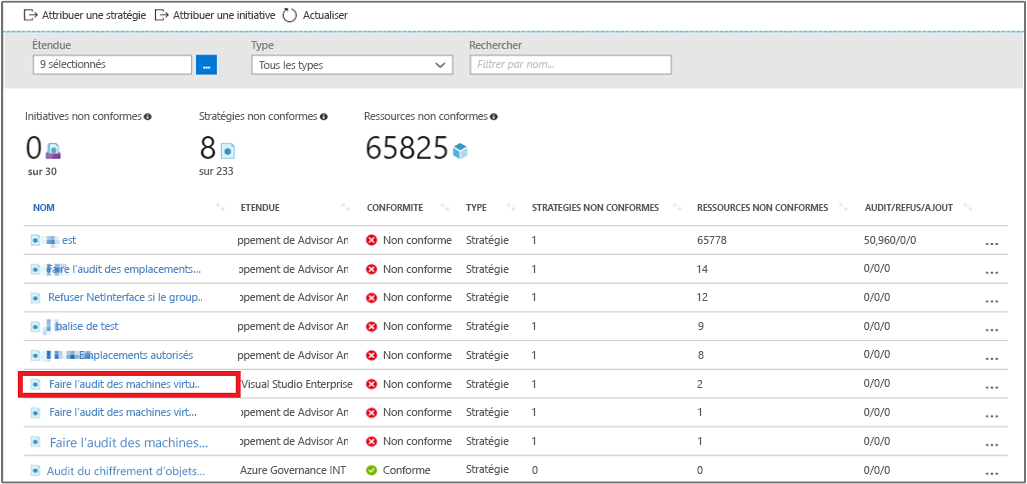 Attribuer une stratégie Attribuer une initiative Actualiser
Étendue Type Rechercher
9 sélectionnés ... Tous les types Filtrer par nom...
Initiatives non conformes Stratégies non conformes Ressources non conformes
0 8 65825
sur 30 sur 233
NOM ETENDUE CONFORMITE TYPE STRATEGIES NON CONFORMES RESSOURCES NON CONFORMES AUDIT/REFUS/AJOUT
est ppement de Advisor An Non conforme Stratégie 1 65778 50,960/0/0 ...
Faire l'audit des emplacements... ppement de Advisor An Non conforme Stratégie 1 14 0/0/0 ...
Refuser NetInterface si le group.. ppement de Advisor An Non conforme Stratégie 1 12 0/0/0 ...
balise de test ppement de Advisor An Non conforme Stratégie 1 9 0/0/0 ...
Emplacements autorisés ppement de Advisor An Non conforme Stratégie 1 8 0/0/0 ...
Faire l'audit des machines virtu.. Visual Studio Enterprise Non conforme Stratégie 1 2 0/0/0 ...
Faire l'audit des machines virt... ppement de Advisor An Non conforme Stratégie 1 1 0/0/0 ...
Faire l'audit des machines... ppement de Advisor An Non conforme Stratégie 1 1 0/0/0 ...
Audit du chiffrement d'objets... Azure Governance INT Conforme Stratégie 0 0 0/0/0 ...